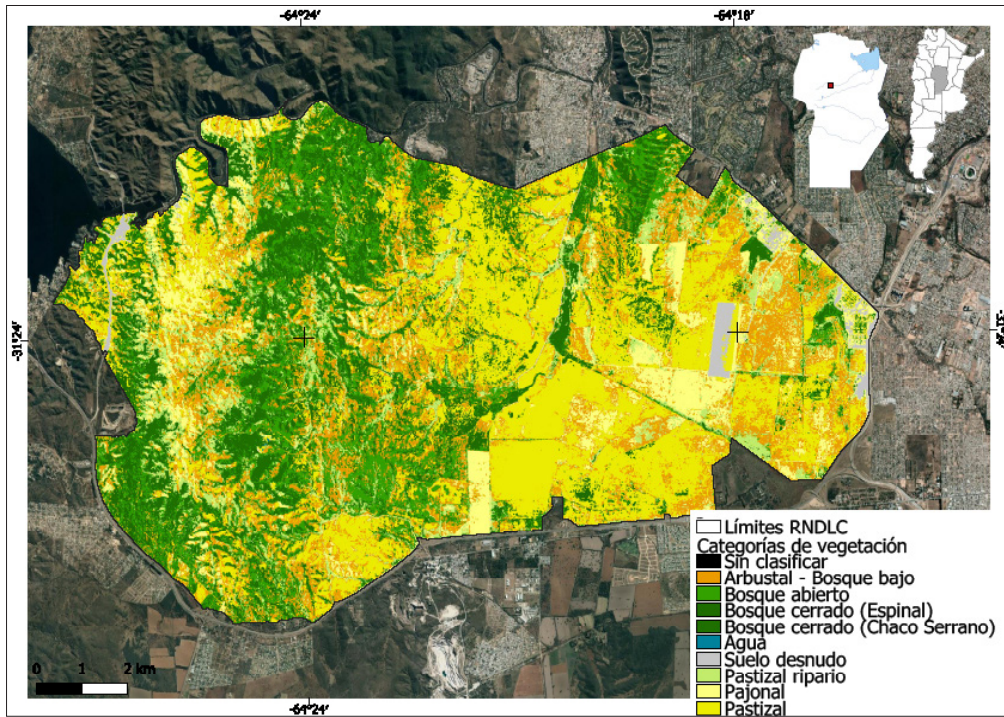 -64°24′
-64°18′
-31°24′
-31°24′
Límites RNDLC
Categorías de vegetación
Sin clasificar
Arbustal - Bosque bajo
Bosque abierto
Bosque cerrado (Espinal)
Bosque cerrado (Chaco Serrano)
Agua
Suelo desnudo
Pastizal ripario
Pajonal
Pastizal
0 1 2 km
-64°24′